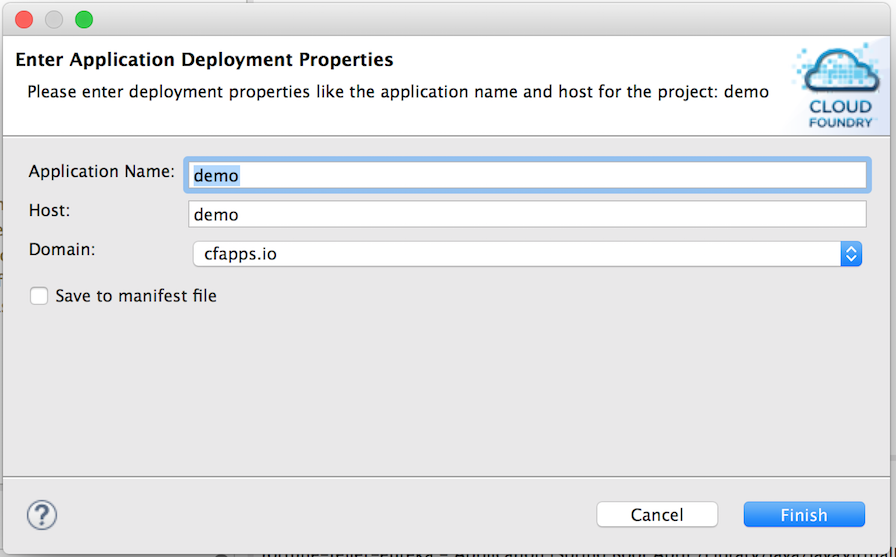 Enter Application Deployment Properties
Please enter deployment properties like the application name and host for the project: demo
CLOUD
FOUNDRY
Application Name: demo
Host: demo
Domain: cfapps.io
Save to manifest file
?
Cancel Finish